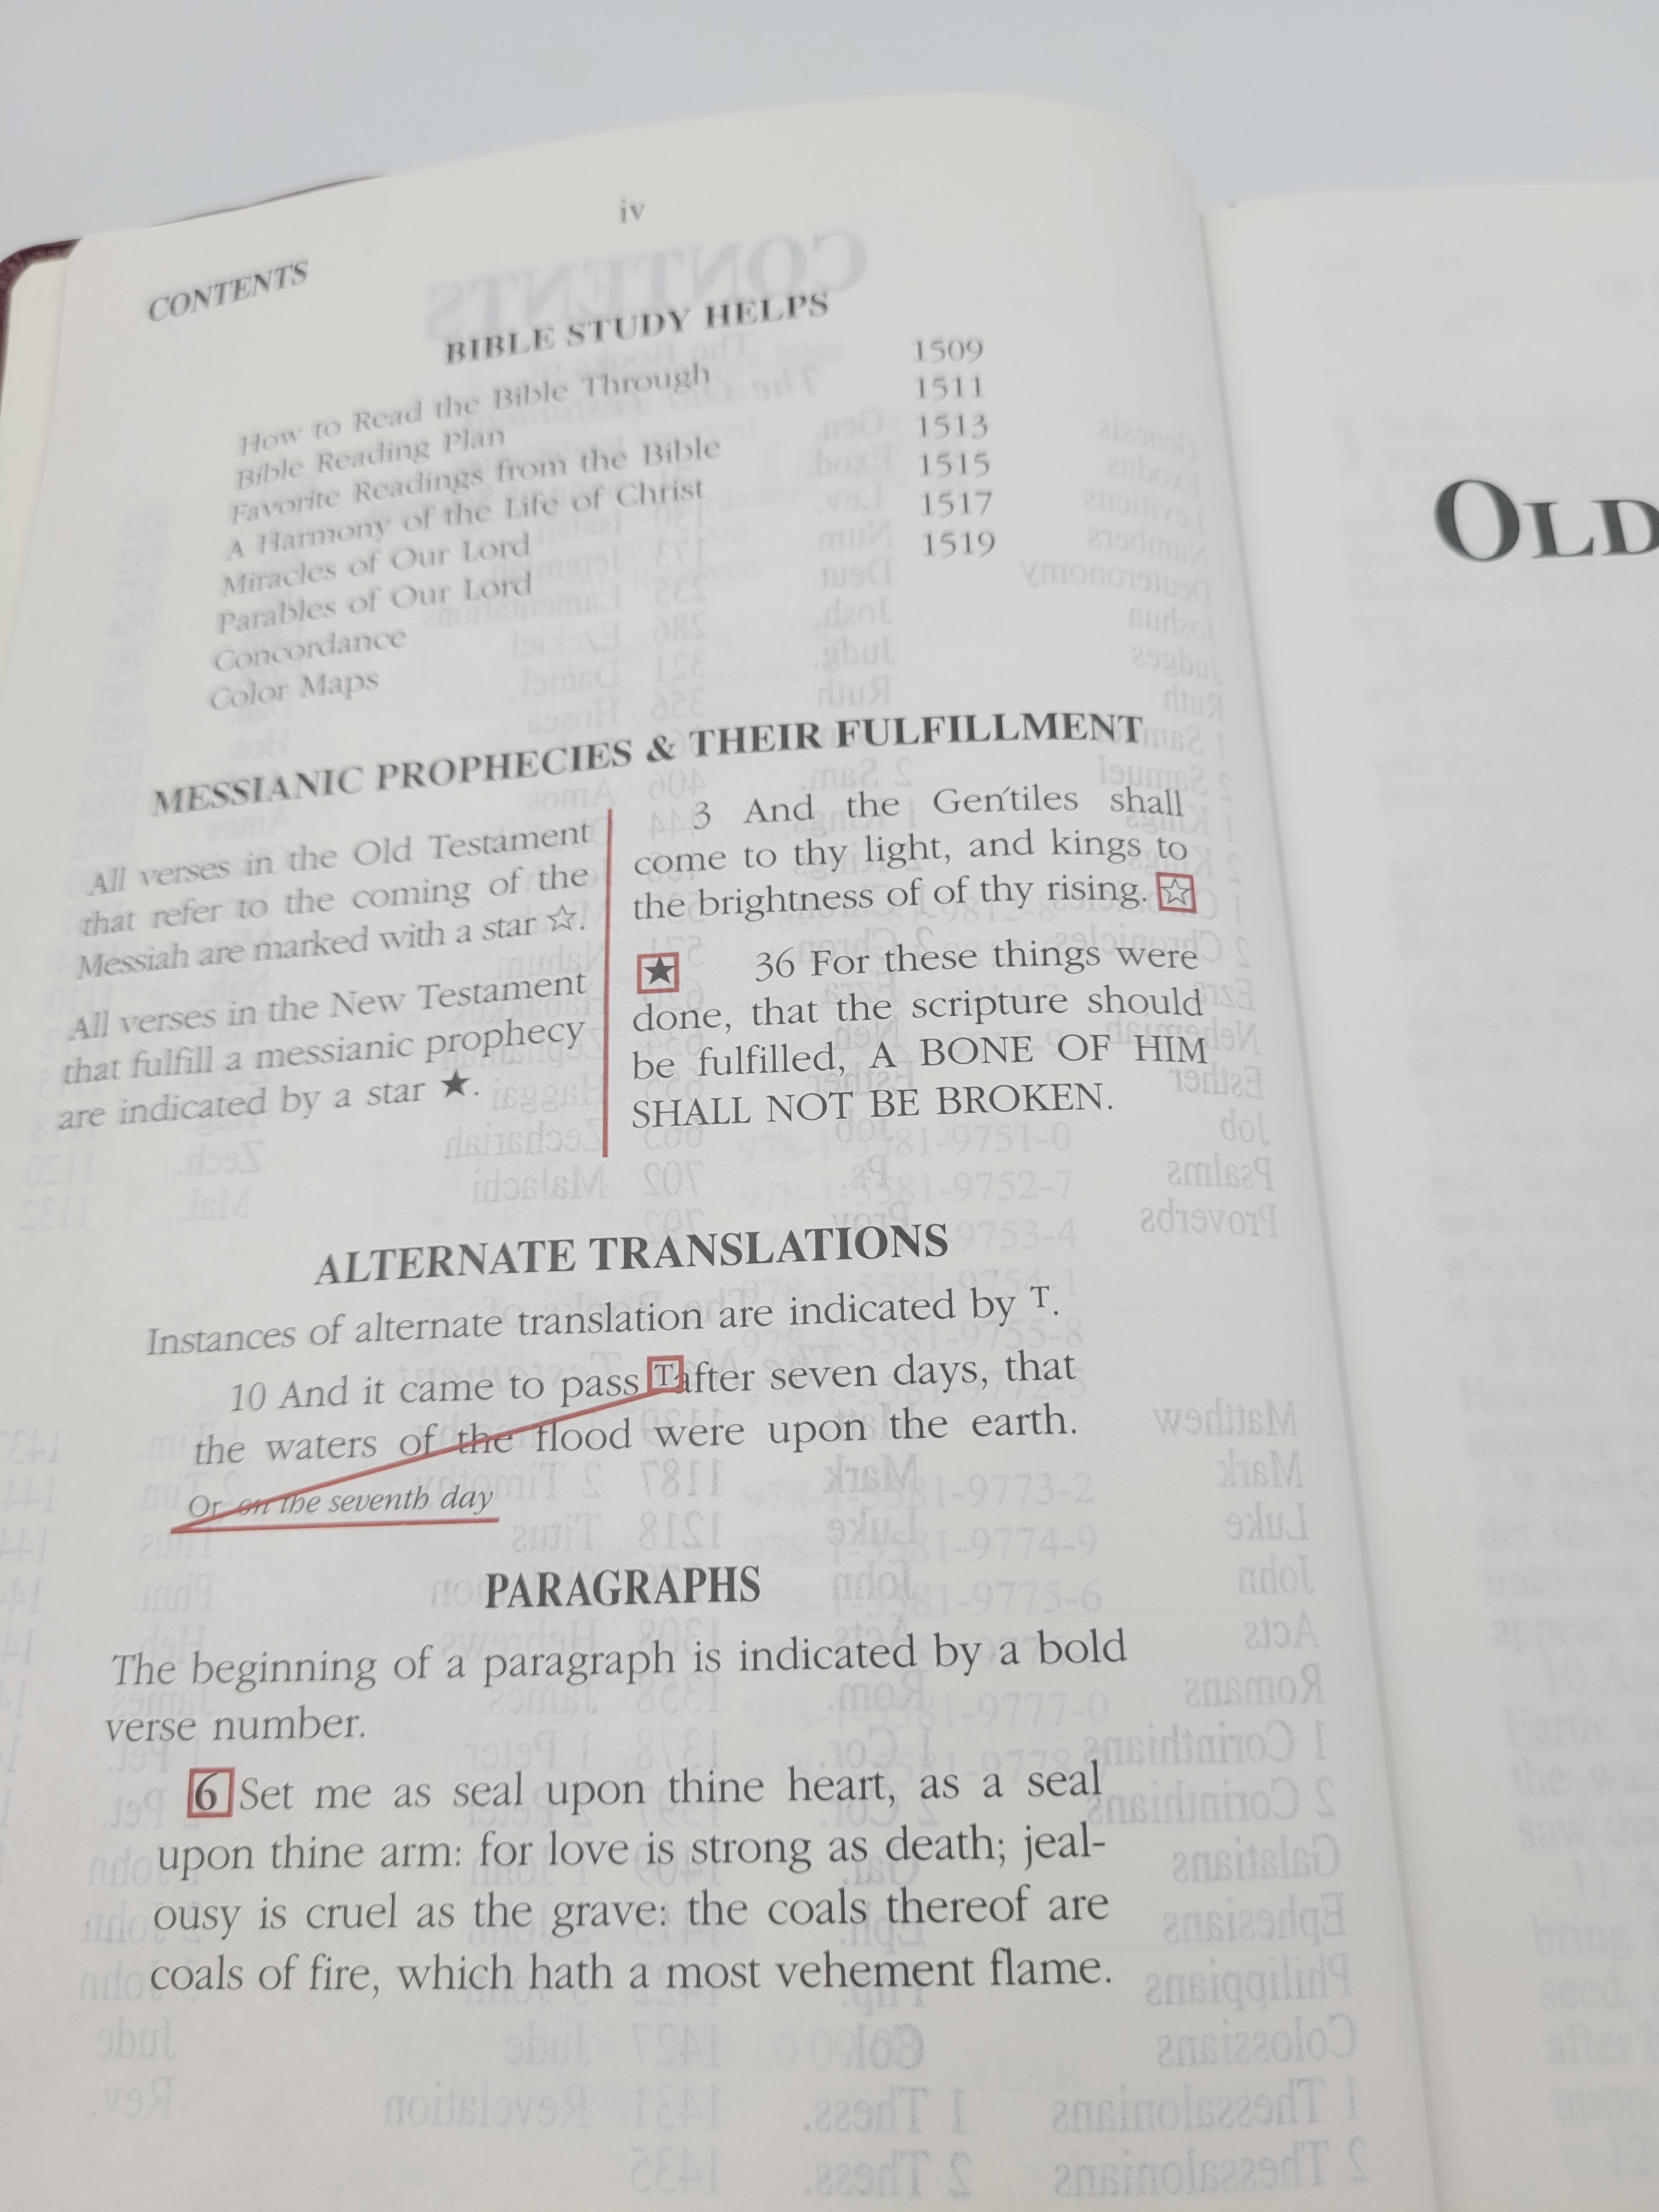 iv
CONTENTS
BIBLE STUDY HELPS
How to Read the Bible Through 1509
Bible Reading Plan 1511
Favorite Readings from the Bible 1513
A Harmony of the Life of Christ 1515
Miracles of Our Lord 1517
Parables of Our Lord 1519
Concordance
Color Maps
MESSIANIC PROPHECIES & THEIR FULFILLMENT
All verses in the Old Testament
that refer to the coming of the
Messiah are marked with a star ☆.
All verses in the New Testament
that fulfill a messianic prophecy
are indicated by a star ★.
3 And the Gen´tiles shall
come to thy light, and kings to
the brightness of of thy rising. ☆
★ 36 For these things were
done, that the scripture should
be fulfilled, A BONE OF HIM
SHALL NOT BE BROKEN.
ALTERNATE TRANSLATIONS
Instances of alternate translation are indicated by T.
10 And it came to pass T after seven days, that
the waters of the flood were upon the earth.
Or, on the seventh day
PARAGRAPHS
The beginning of a paragraph is indicated by a bold
verse number.
6 Set me as seal upon thine heart, as a seal
upon thine arm: for love is strong as death; jeal-
ousy is cruel as the grave: the coals thereof are
coals of fire, which hath a most vehement flame.
OLD